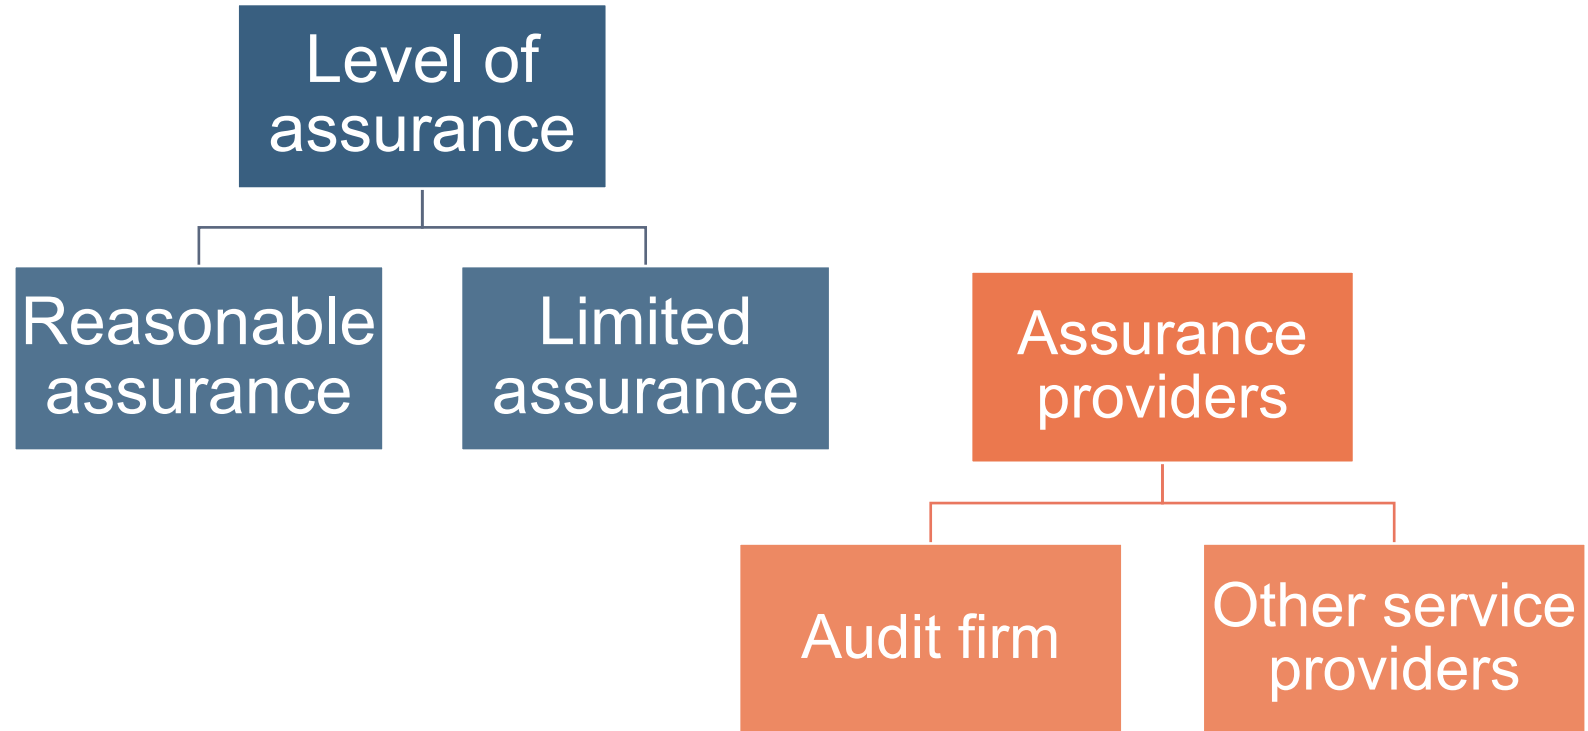 Level of
assurance
Reasonable
assurance
Limited
assurance
Assurance
providers
Audit firm
Other service
providers